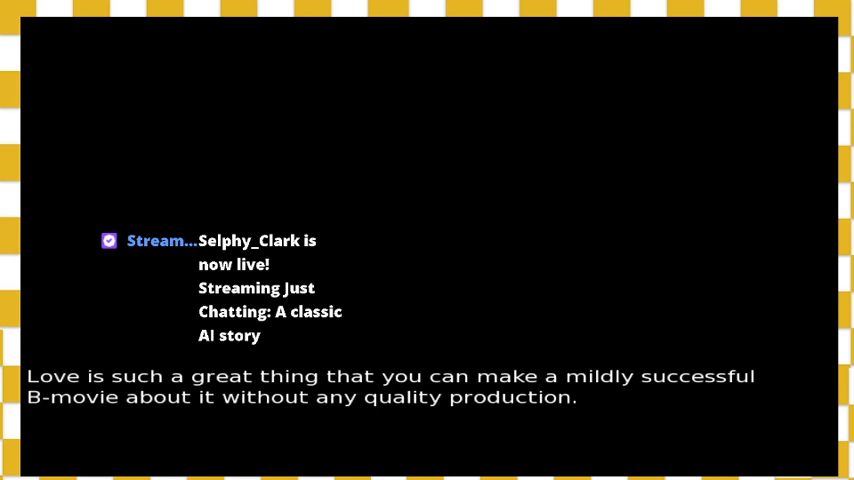 Stream...Selphy_Clark is
now live!
Streaming Just
Chatting: A classic
AI story
Love is such a great thing that you can make a mildly successful
B-movie about it without any quality production.